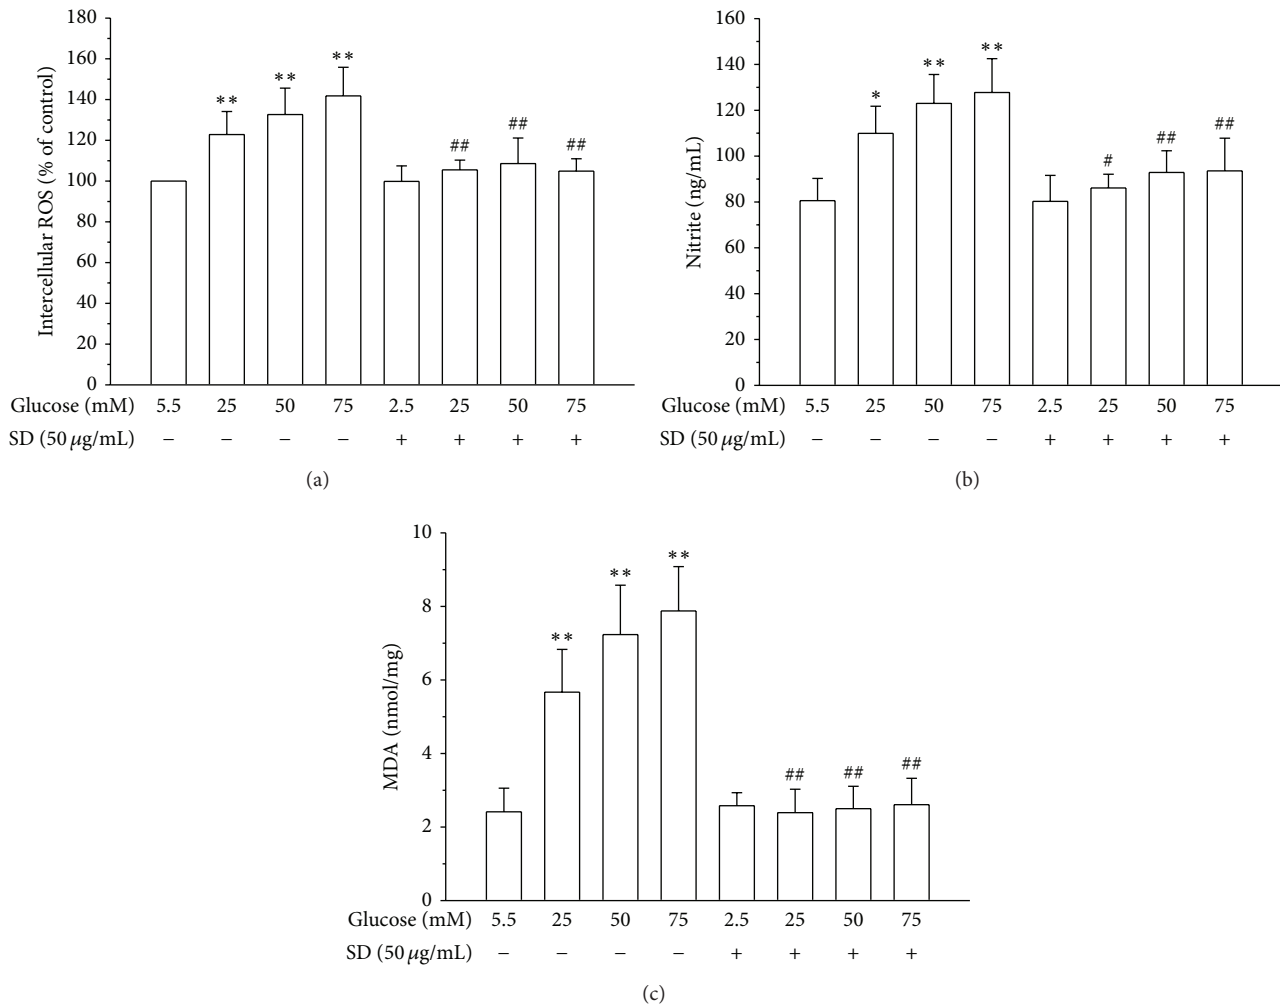 180
160
140
120
100
80
60
40
20
0
Intercellular ROS (% of control)
** ** ** ## ## ##
Glucose (mM) 5.5 25 50 75 2.5 25 50 75
SD (50 μg/mL) − − − − + + + +
(a)
160
140
120
100
80
60
40
20
0
Nitrite (ng/mL)
* ** ** # ## ##
Glucose (mM) 5.5 25 50 75 2.5 25 50 75
SD (50 μg/mL) − − − − + + + +
(b)
10
8
6
4
2
0
MDA (nmol/mg)
** ** ** ## ## ##
Glucose (mM) 5.5 25 50 75 2.5 25 50 75
SD (50 μg/mL) − − − − + + + +
(c)